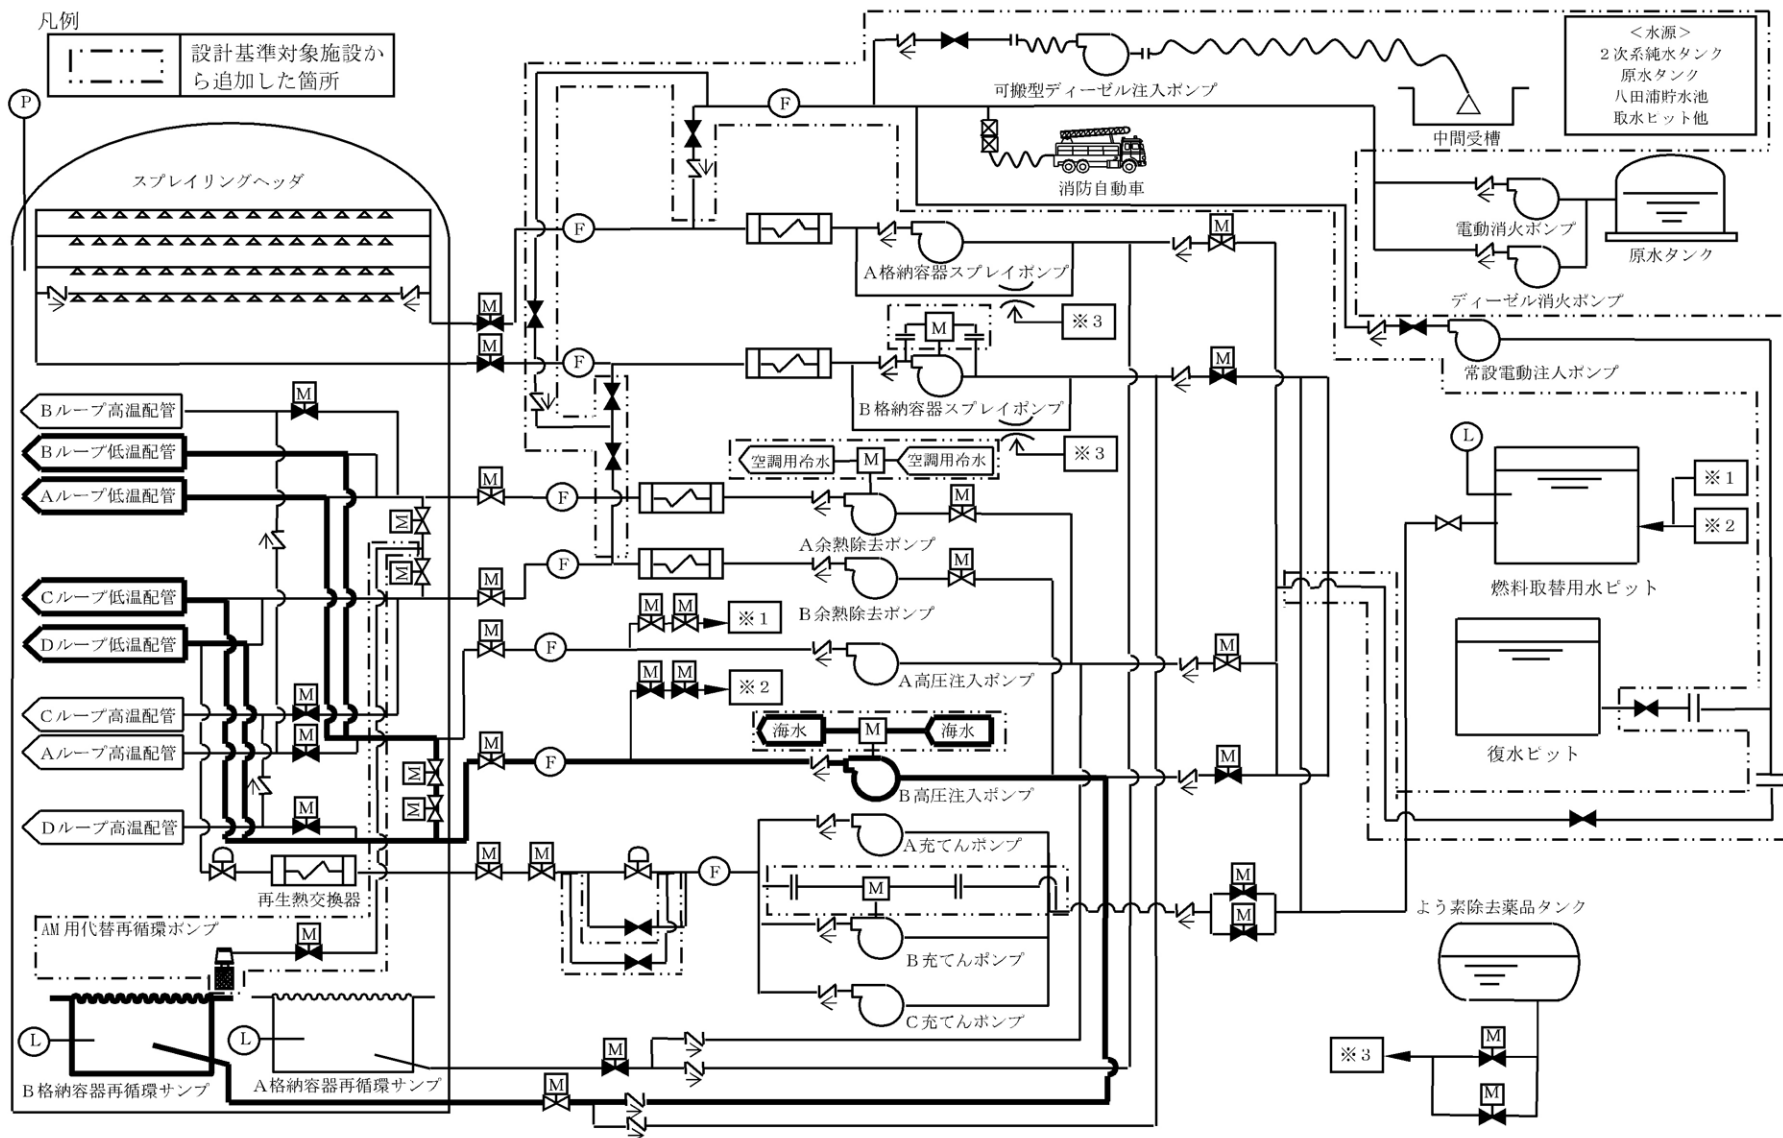 凡例
設計基準対象施設か
ら追加した箇所
P
スプレイリングヘッダ
F
可搬型ディーゼル注入ポンプ
中間受槽
＜水源＞
２次系純水タンク
原水タンク
八田浦貯水池
取水ピット他
消防自動車
電動消火ポンプ
原水タンク
ディーゼル消火ポンプ
常設電動注入ポンプ
F
M
A格納容器スプレイポンプ
※3
M
F
M
M
B格納容器スプレイポンプ
※3
M
Bループ高温配管
M
Bループ低温配管
Aループ低温配管
空調用冷水
M
空調用冷水
M
M
F
M
A余熱除去ポンプ
L
※1
※2
燃料取替用水ピット
M
Cループ低温配管
M
F
M
B余熱除去ポンプ
M
M
※1
Dループ低温配管
M
F
A高圧注入ポンプ
M
M
M
※2
復水ピット
Cループ高温配管
M
Aループ高温配管
M
海水
M
海水
M
M
M
F
B高圧注入ポンプ
M
Dループ高温配管
M
A充てんポンプ
再生熱交換器
M
M
F
M
M
M
B充てんポンプ
よう素除去薬品タンク
AM用代替再循環ポンプ
M
C充てんポンプ
L
B格納容器再循環サンプ
L
A格納容器再循環サンプ
M
M
※3
M
M